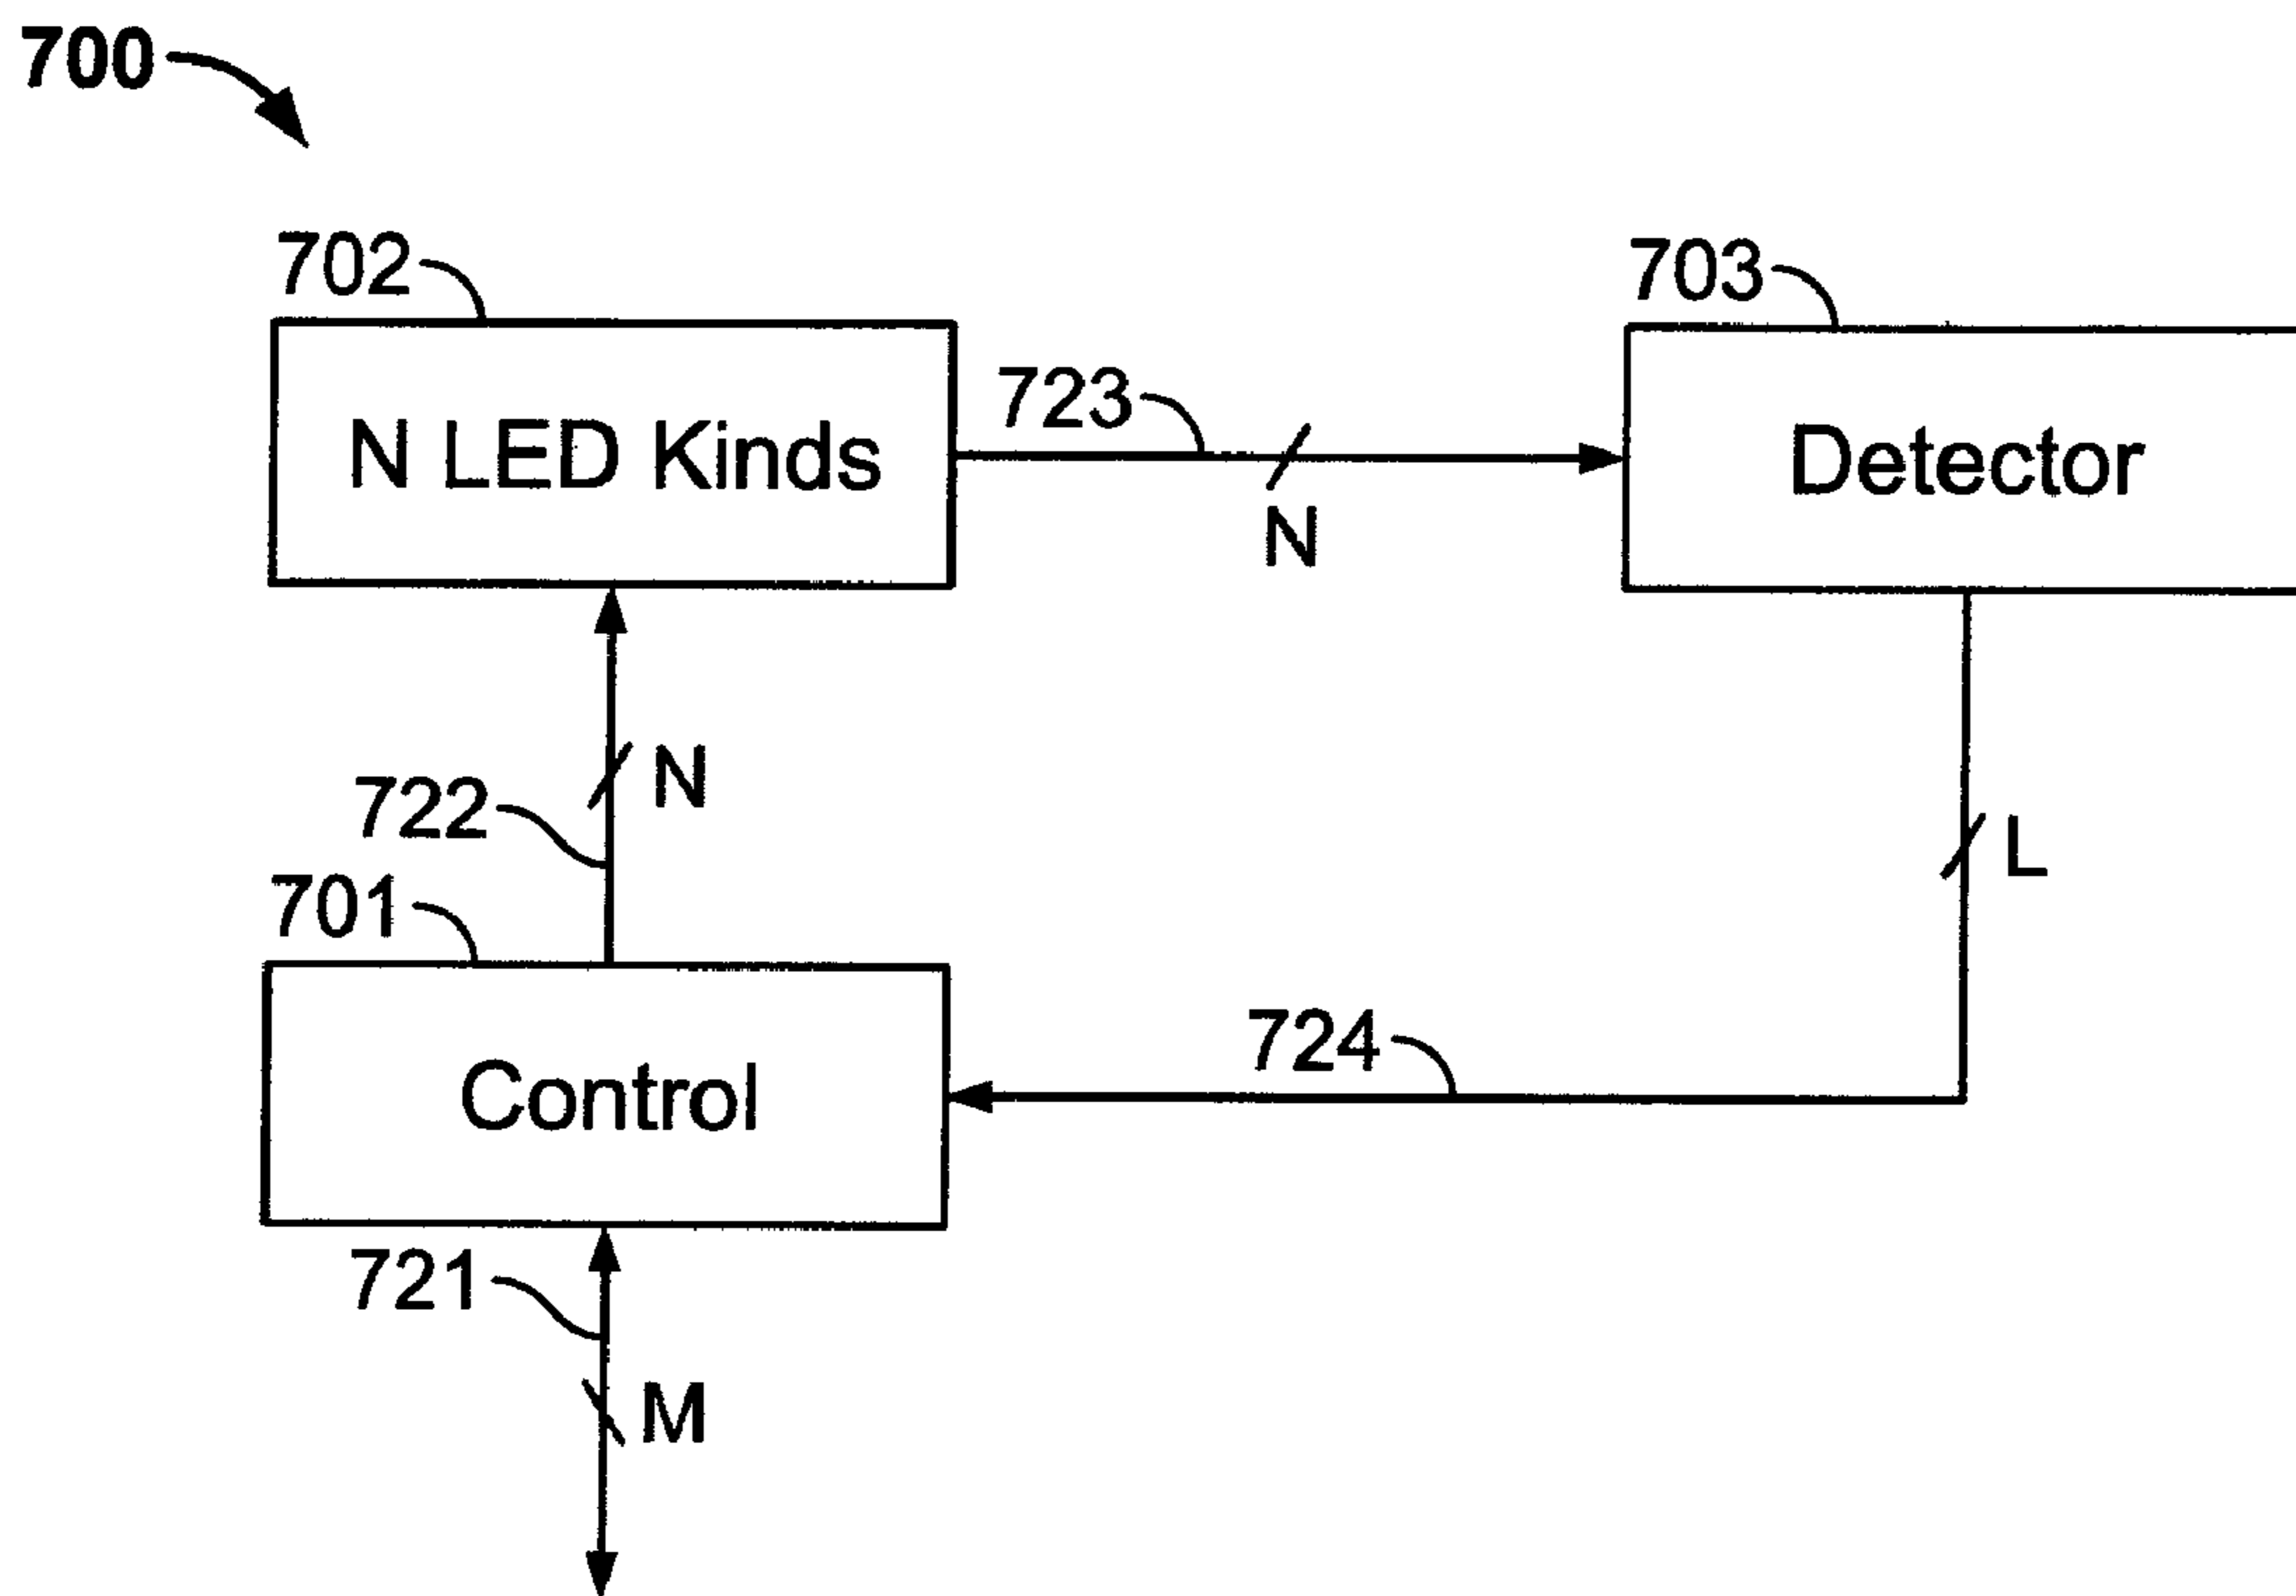 700
702
703
N LED Kinds
723
N
Detector
722
N
L
701
Control
724
721
M